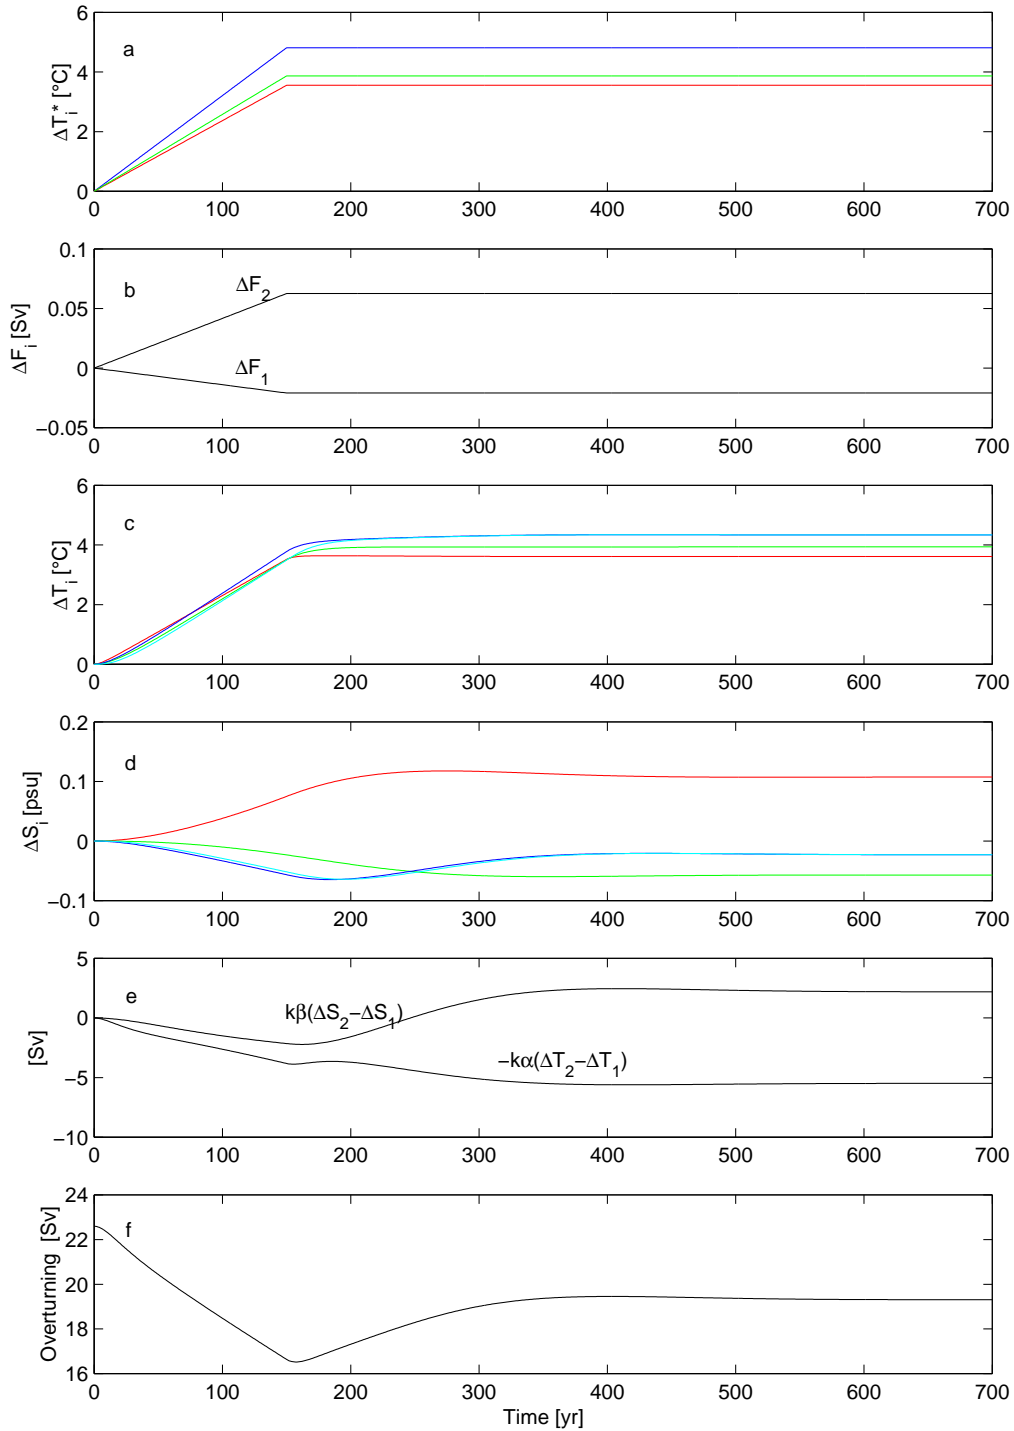 6
4
2
0
ΔT_i* [°C]
a
0 100 200 300 400 500 600 700
0.1
0.05
0
−0.05
ΔF_i [Sv]
b
ΔF_2
ΔF_1
0 100 200 300 400 500 600 700
6
4
2
0
ΔT_i [°C]
c
0 100 200 300 400 500 600 700
0.2
0.1
0
−0.1
ΔS_i [psu]
d
0 100 200 300 400 500 600 700
5
0
−5
−10
[Sv]
e
kβ(ΔS_2−ΔS_1)
−kα(ΔT_2−ΔT_1)
0 100 200 300 400 500 600 700
24
22
20
18
16
Overturning [Sv]
f
0 100 200 300 400 500 600 700
Time [yr]